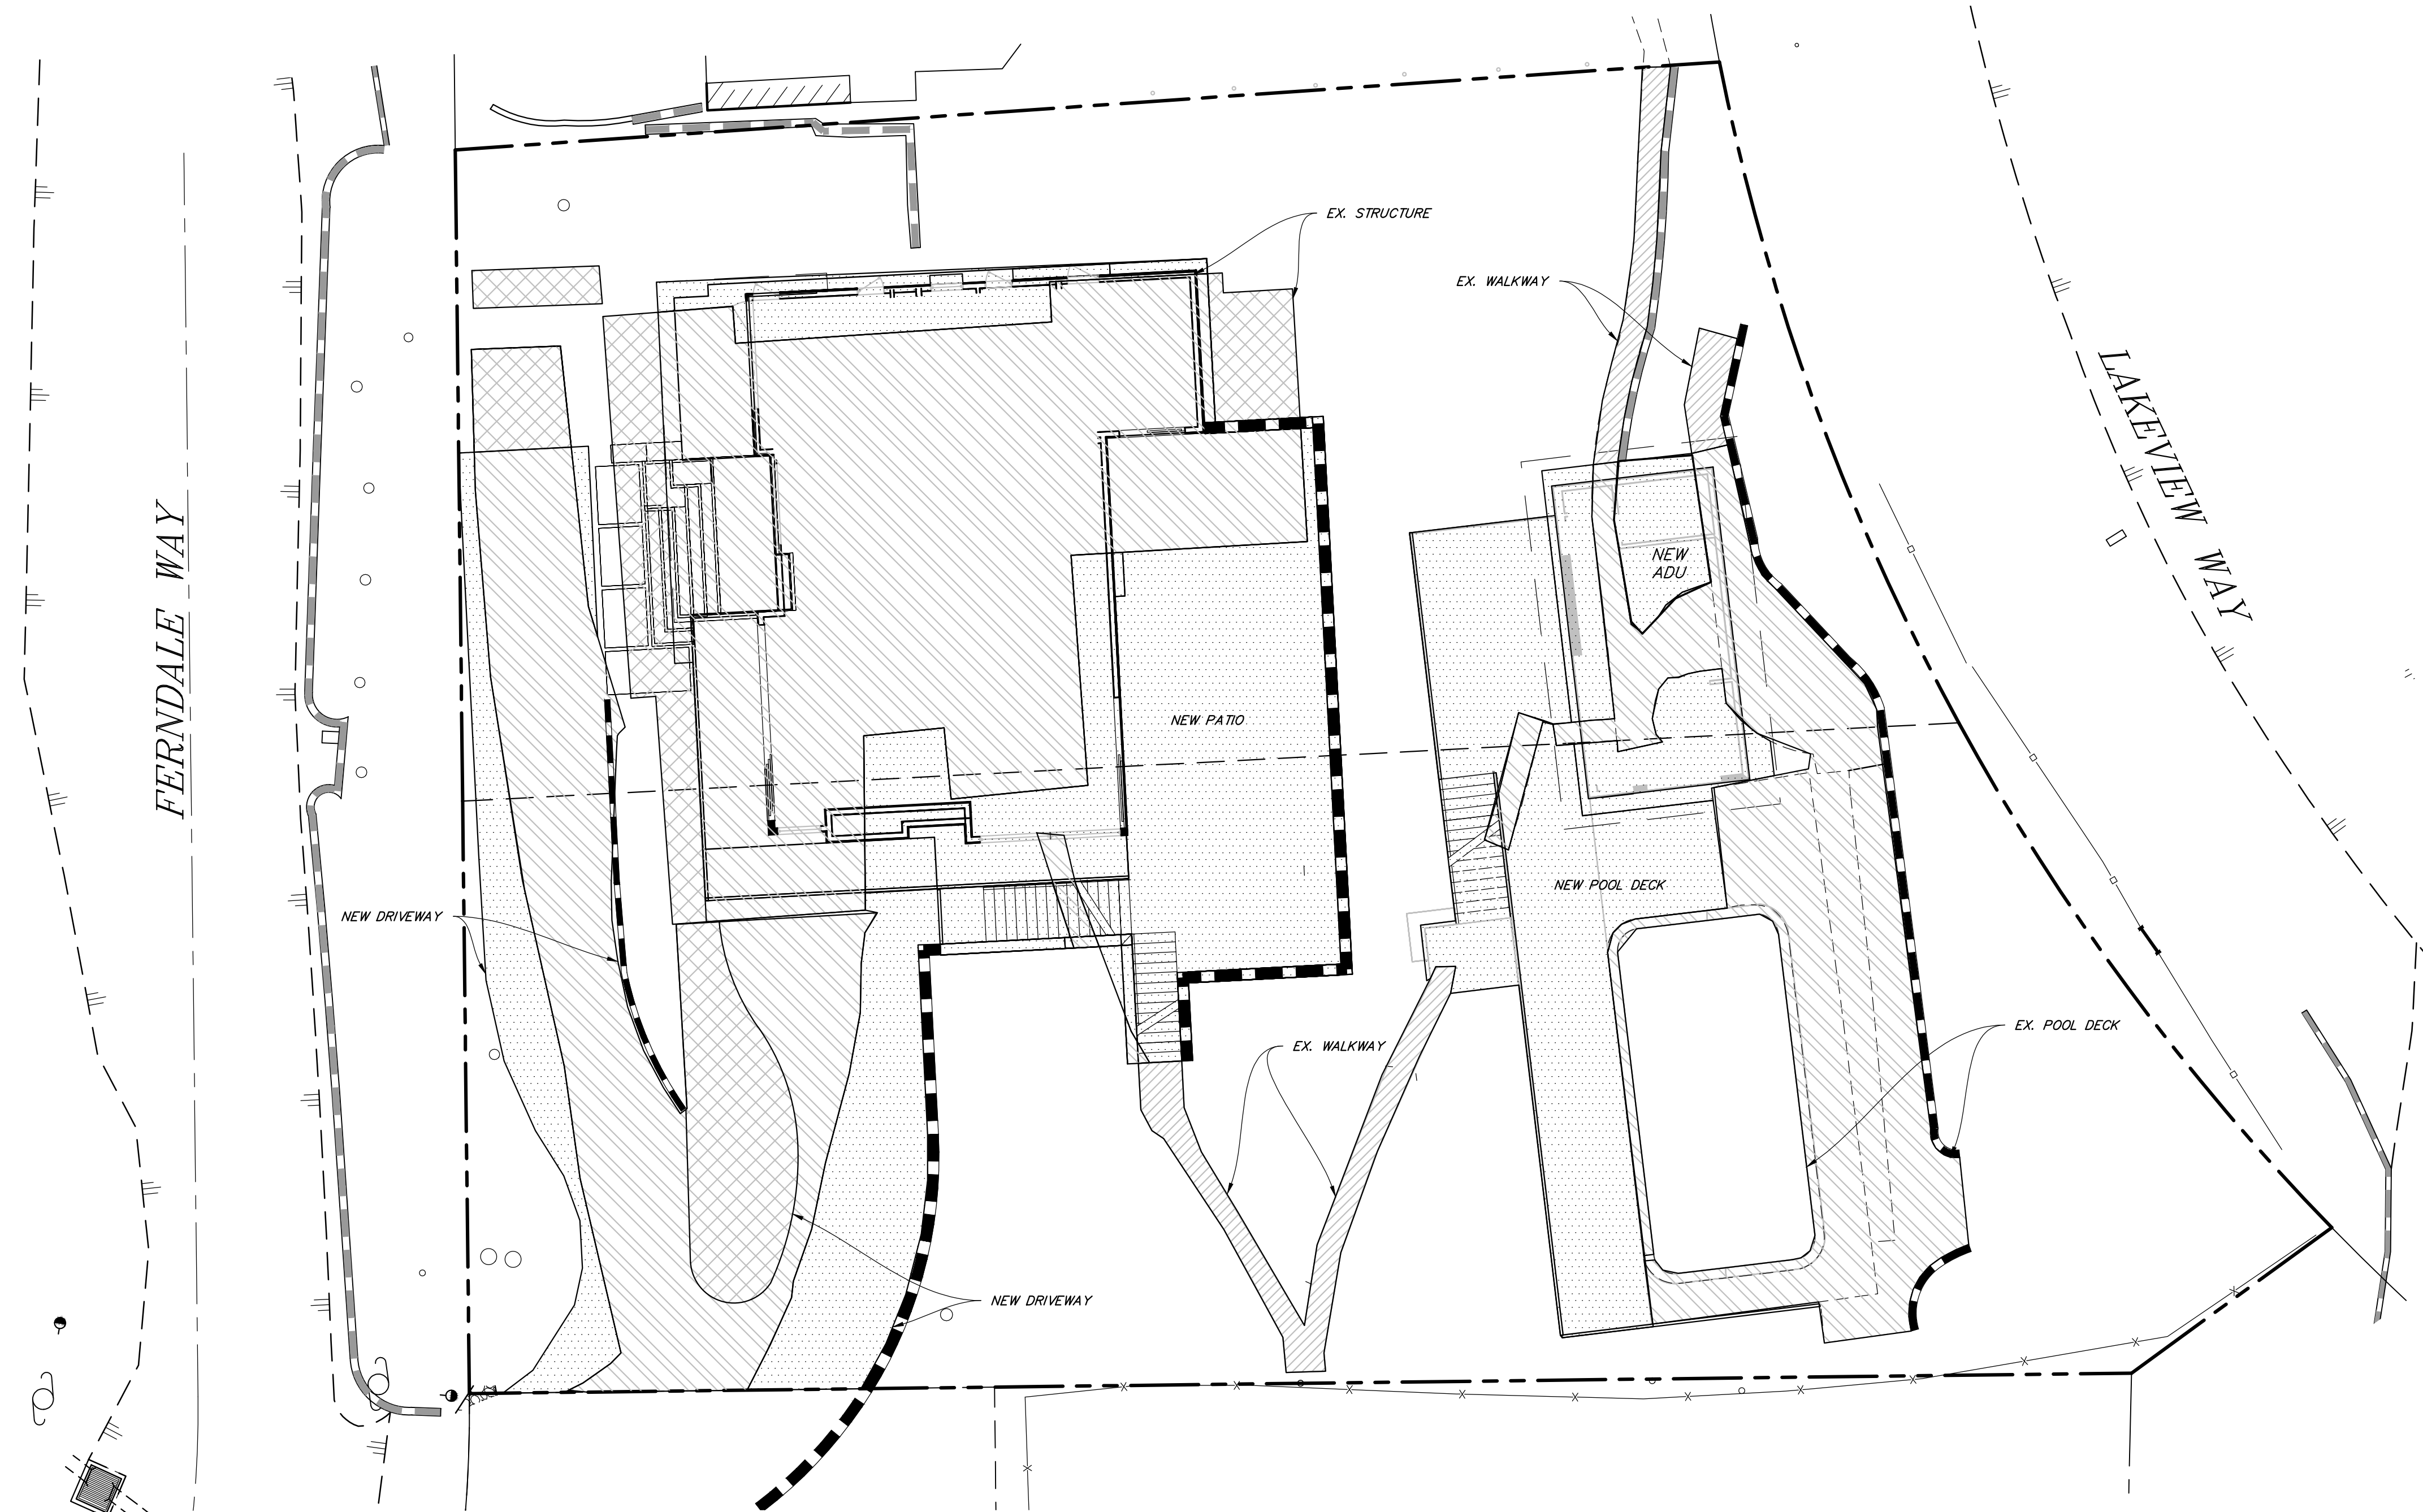 EX. STRUCTURE
EX. WALKWAY
LAKEVIEW WAY
FERNDALE WAY
NEW
ADU
NEW PATIO
NEW POOL DECK
NEW DRIVEWAY
EX. POOL DECK
EX. WALKWAY
NEW DRIVEWAY